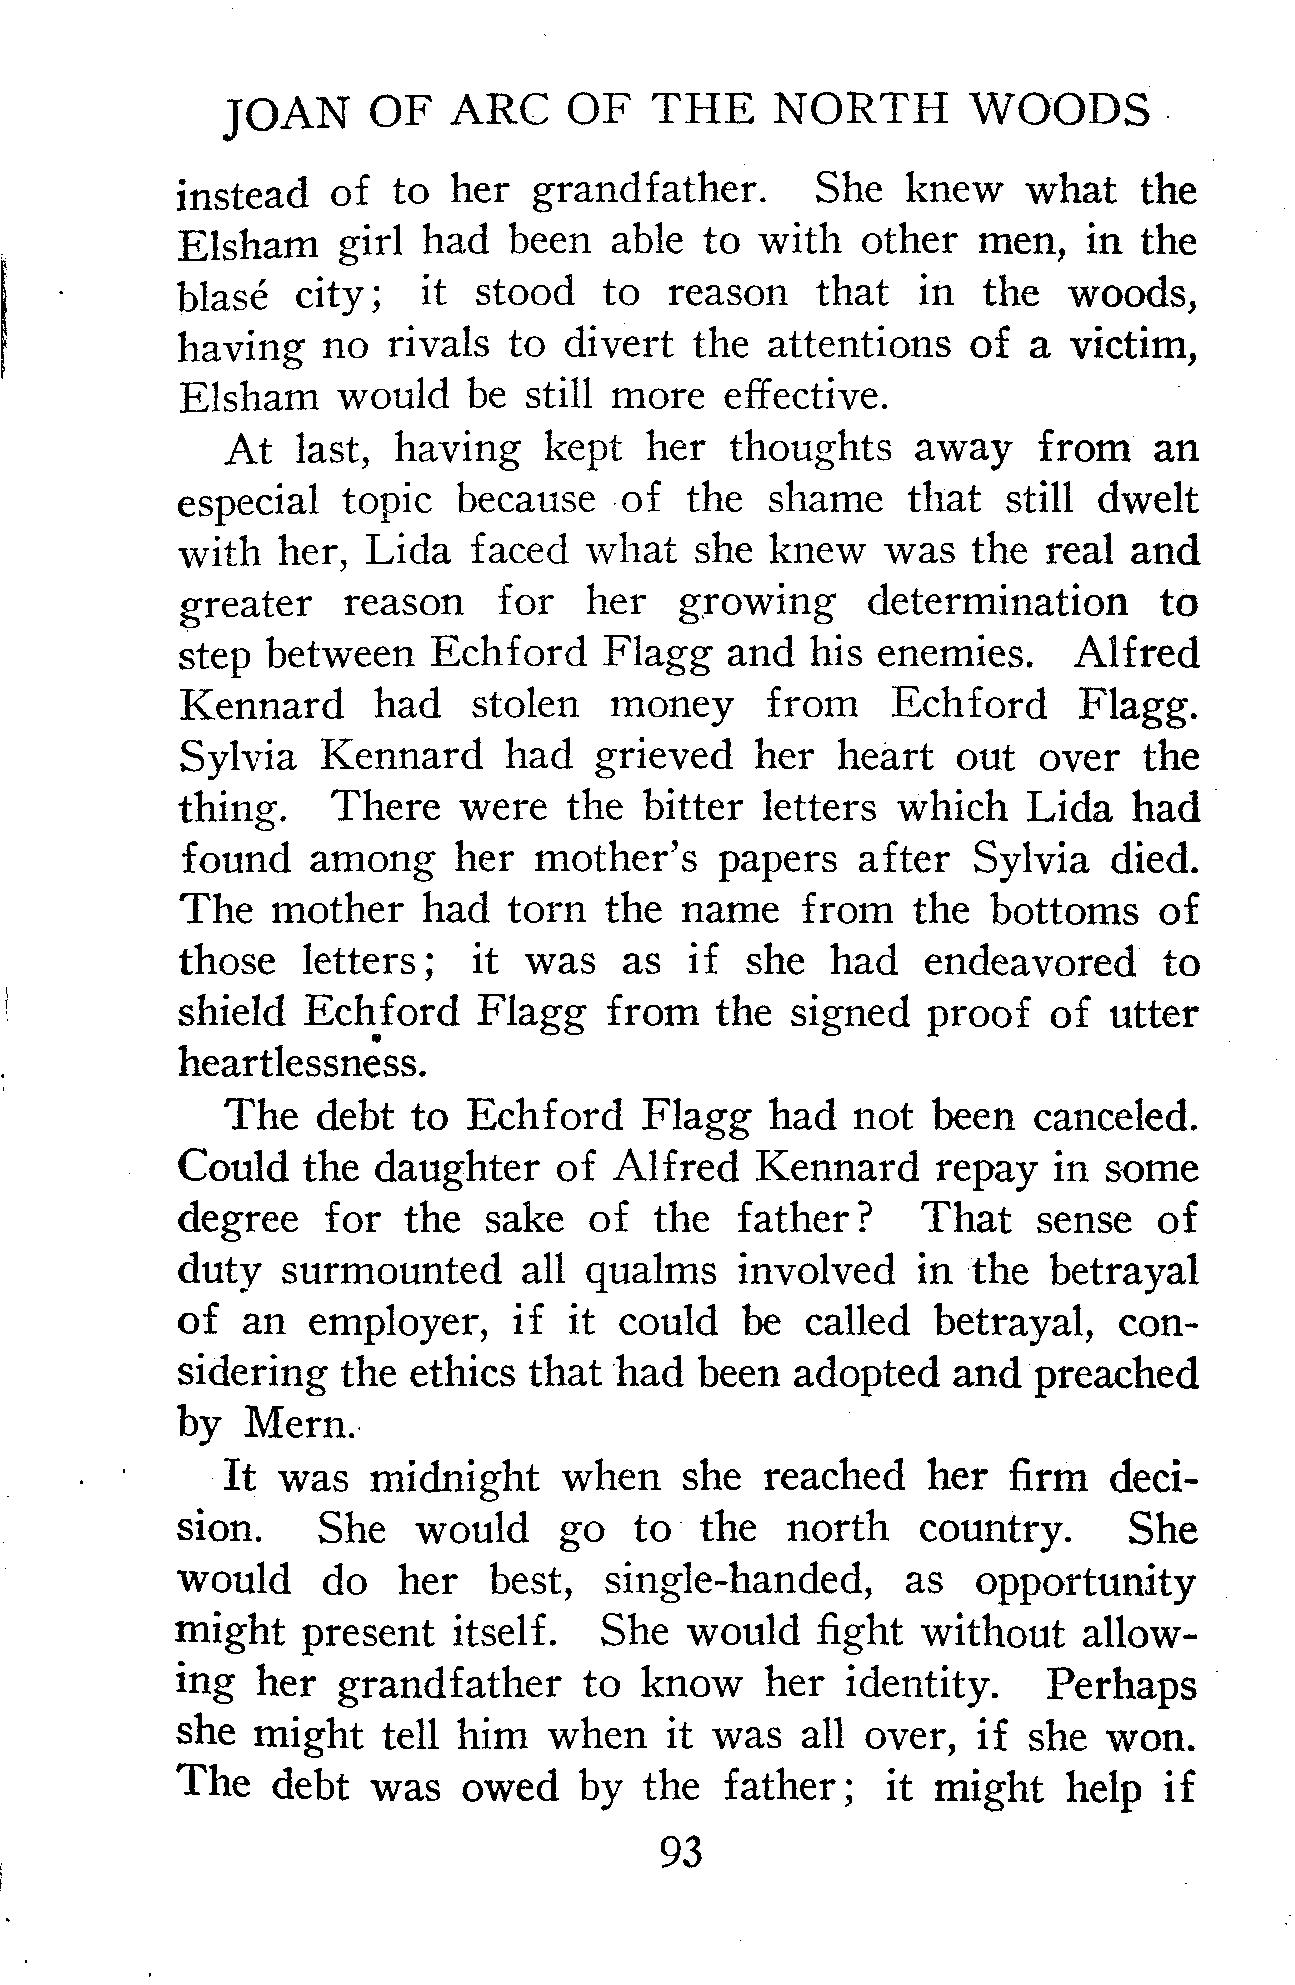 JOAN OF ARC OF THE NORTH WOODS
instead of to her grandfather. She knew what the
Elsham girl had been able to with other men, in the
blasé city; it stood to reason that in the woods,
having no rivals to divert the attentions of a victim,
Elsham would be still more effective.
At last, having kept her thoughts away from an
especial topic because of the shame that still dwelt
with her, Lida faced what she knew was the real and
greater reason for her growing determination to
step between Echford Flagg and his enemies. Alfred
Kennard had stolen money from Echford Flagg.
Sylvia Kennard had grieved her heart out over the
thing. There were the bitter letters which Lida had
found among her mother's papers after Sylvia died.
The mother had torn the name from the bottoms of
those letters; it was as if she had endeavored to
shield Echford Flagg from the signed proof of utter
heartlessness.
The debt to Echford Flagg had not been canceled.
Could the daughter of Alfred Kennard repay in some
degree for the sake of the father? That sense of
duty surmounted all qualms involved in the betrayal
of an employer, if it could be called betrayal, con-
sidering the ethics that had been adopted and preached
by Mern.
It was midnight when she reached her firm deci-
sion. She would go to the north country. She
would do her best, single-handed, as opportunity
might present itself. She would fight without allow-
ing her grandfather to know her identity. Perhaps
she might tell him when it was all over, if she won.
The debt was owed by the father; it might help if
93